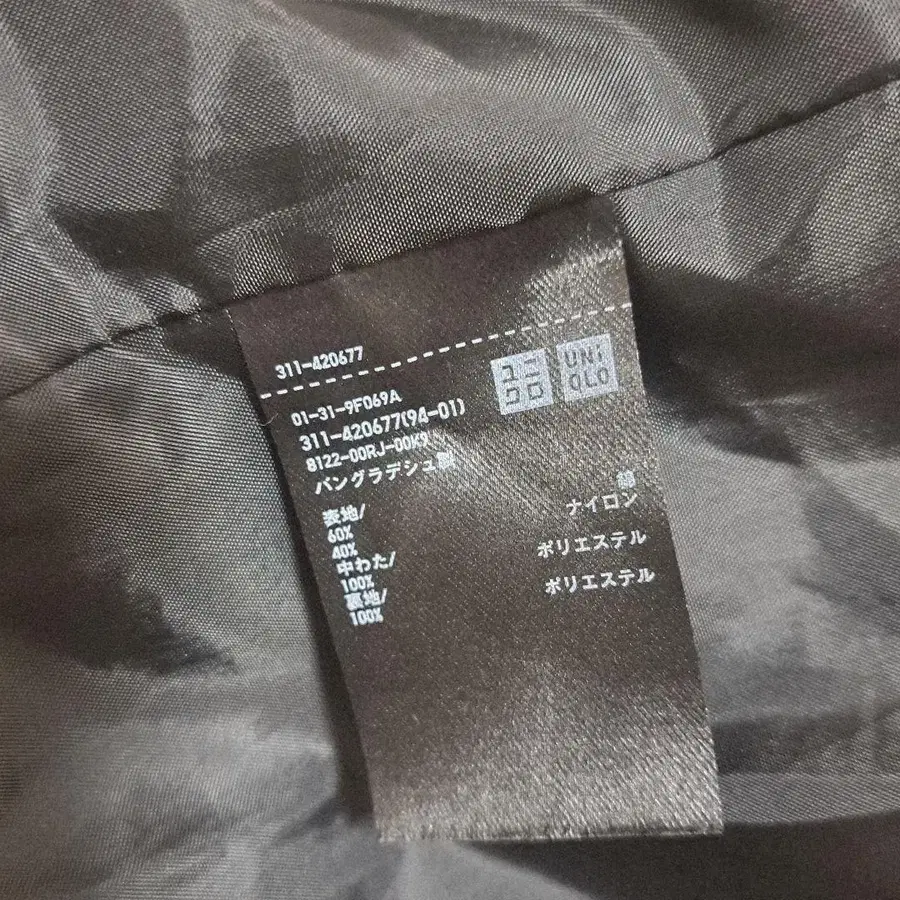 311-420677
ユニクロ
UNIQLO
01-31-9F069A
311-420677(94-01)
8122-00RJ-00K9
バングラデシュ製
表地/
60% 綿
40% ナイロン
中わた/
100% ポリエステル
裏地/
100% ポリエステル